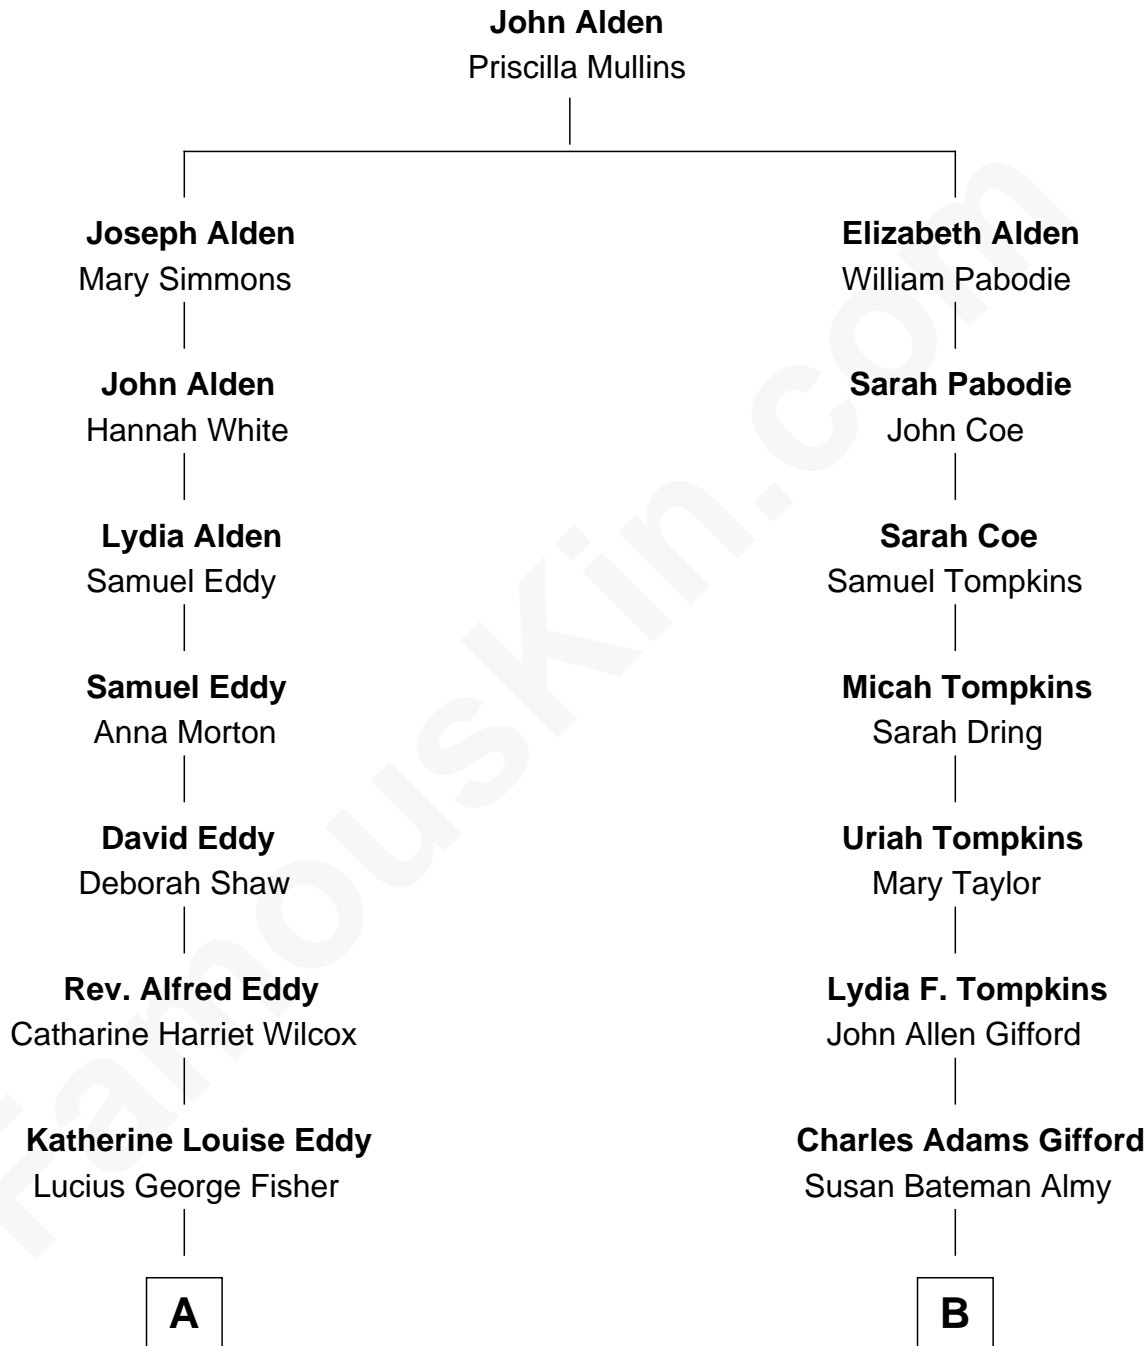 John Alden
Priscilla Mullins
Joseph Alden
Mary Simmons
Elizabeth Alden
William Pabodie
John Alden
Hannah White
Sarah Pabodie
John Coe
Lydia Alden
Samuel Eddy
Sarah Coe
Samuel Tompkins
Samuel Eddy
Anna Morton
Micah Tompkins
Sarah Dring
David Eddy
Deborah Shaw
Uriah Tompkins
Mary Taylor
Rev. Alfred Eddy
Catharine Harriet Wilcox
Lydia F. Tompkins
John Allen Gifford
Katherine Louise Eddy
Lucius George Fisher
Charles Adams Gifford
Susan Bateman Almy
A
B
FamousKin.com